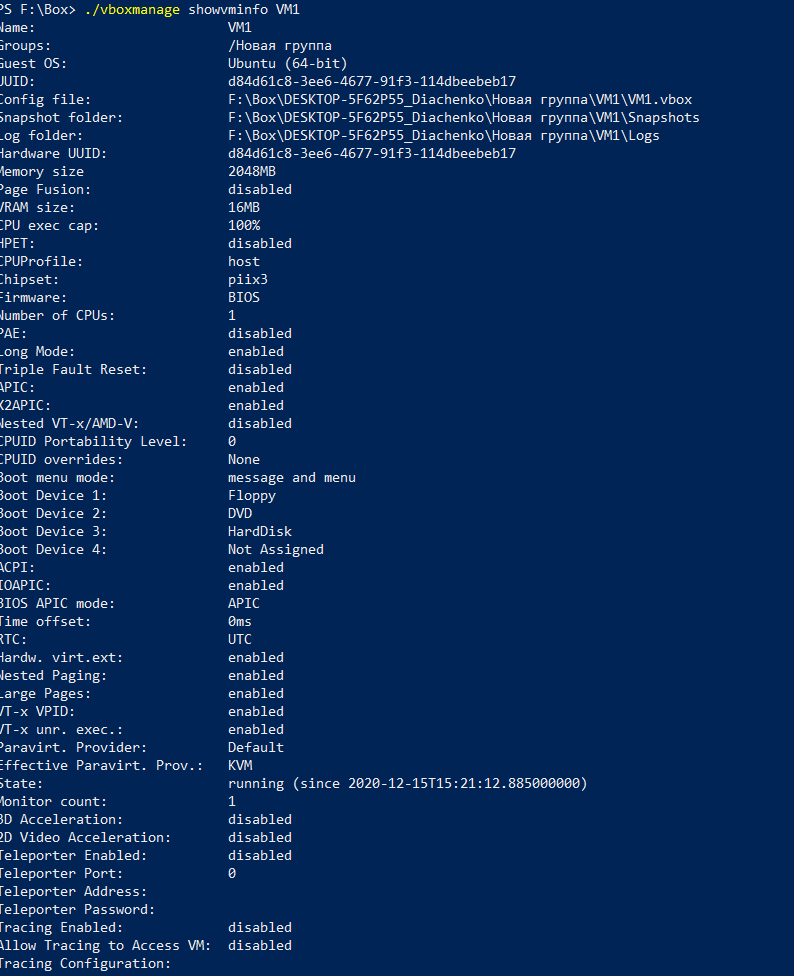 PS F:\Box> ./vboxmanage showvminfo VM1
Name: VM1
Groups: /Новая группа
Guest OS: Ubuntu (64-bit)
UUID: d84d61c8-3ee6-4677-91f3-114dbeebeb17
Config file: F:\Box\DESKTOP-5F62P55_Diachenko\Новая группа\VM1\VM1.vbox
Snapshot folder: F:\Box\DESKTOP-5F62P55_Diachenko\Новая группа\VM1\Snapshots
Log folder: F:\Box\DESKTOP-5F62P55_Diachenko\Новая группа\VM1\Logs
Hardware UUID: d84d61c8-3ee6-4677-91f3-114dbeebeb17
Memory size 2048MB
Page Fusion: disabled
VRAM size: 16MB
CPU exec cap: 100%
HPET: disabled
CPUProfile: host
Chipset: piix3
Firmware: BIOS
Number of CPUs: 1
PAE: disabled
Long Mode: enabled
Triple Fault Reset: disabled
APIC: enabled
X2APIC: enabled
Nested VT-x/AMD-V: disabled
CPUID Portability Level: 0
CPUID overrides: None
Boot menu mode: message and menu
Boot Device 1: Floppy
Boot Device 2: DVD
Boot Device 3: HardDisk
Boot Device 4: Not Assigned
ACPI: enabled
IOAPIC: enabled
BIOS APIC mode: APIC
Time offset: 0ms
RTC: UTC
Hardw. virt.ext: enabled
Nested Paging: enabled
Large Pages: enabled
VT-x VPID: enabled
VT-x unr. exec.: enabled
Paravirt. Provider: Default
Effective Paravirt. Prov.: KVM
State: running (since 2020-12-15T15:21:12.885000000)
Monitor count: 1
3D Acceleration: disabled
2D Video Acceleration: disabled
Teleporter Enabled: disabled
Teleporter Port: 0
Teleporter Address:
Teleporter Password:
Tracing Enabled: disabled
Allow Tracing to Access VM: disabled
Tracing Configuration: